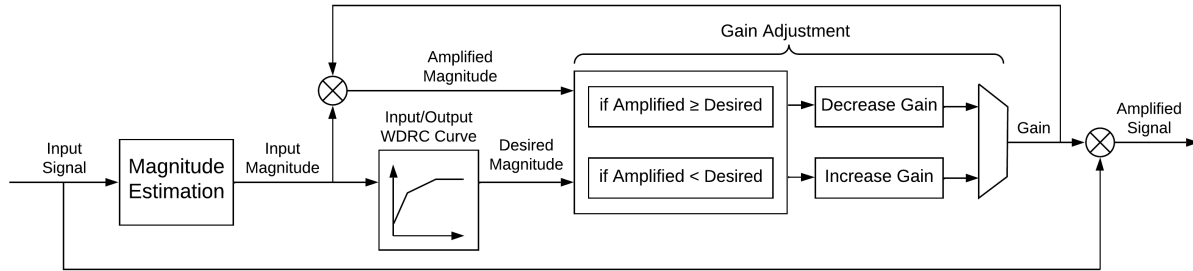 Gain Adjustment
Amplified
Magnitude
if Amplified ≥ Desired
Decrease Gain
Amplified
Signal
Input/Output
WDRC Curve
Gain
Input
Signal
Magnitude
Estimation
Input
Magnitude
Desired
Magnitude
if Amplified < Desired
Increase Gain